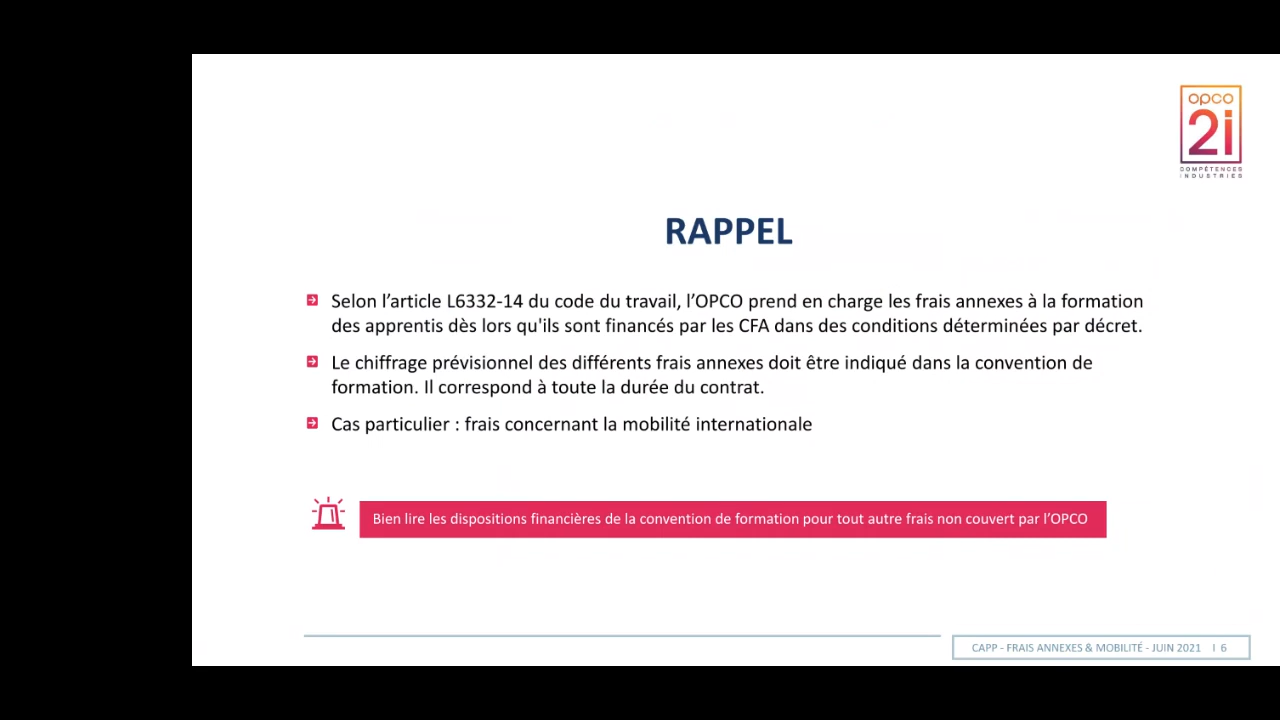 opco
2i
COMPÉTENCES
INDUSTRIES
RAPPEL
Selon l’article L6332-14 du code du travail, l’OPCO prend en charge les frais annexes à la formation
des apprentis dès lors qu'ils sont financés par les CFA dans des conditions déterminées par décret.
Le chiffrage prévisionnel des différents frais annexes doit être indiqué dans la convention de
formation. Il correspond à toute la durée du contrat.
Cas particulier : frais concernant la mobilité internationale
Bien lire les dispositions financières de la convention de formation pour tout autre frais non couvert par l’OPCO
CAPP - FRAIS ANNEXES & MOBILITÉ - JUIN 2021 I 6